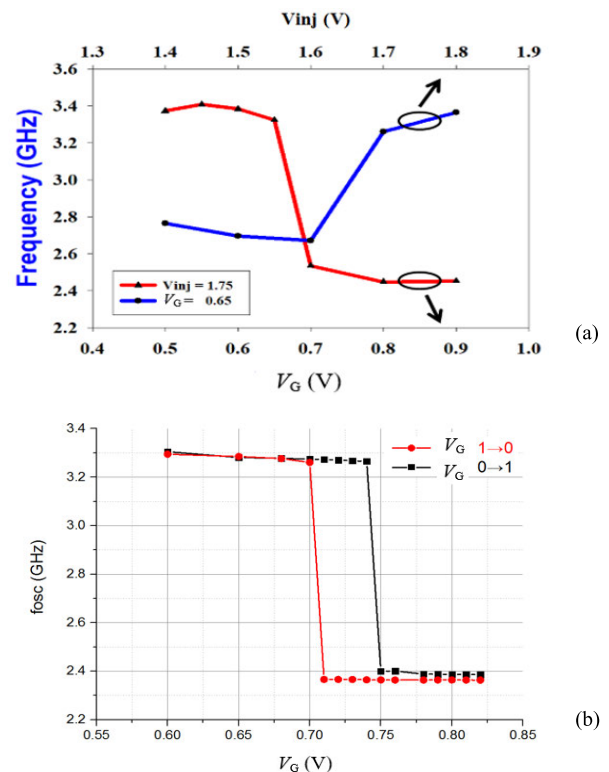 Vinj (V)
1.3 1.4 1.5 1.6 1.7 1.8 1.9
Frequency (GHz)
3.6
3.4
3.0
2.8
2.6
2.4
2.2
Vinj = 1.75
VG = 0.65
0.4 0.5 0.6 0.7 0.8 0.9 1.0
VG (V)
(a)
fosc (GHz)
3.4
3.2
3.0
2.8
2.6
2.4
2.2
VG 1→0
VG 0→1
0.55 0.60 0.65 0.70 0.75 0.80 0.85
VG (V)
(b)